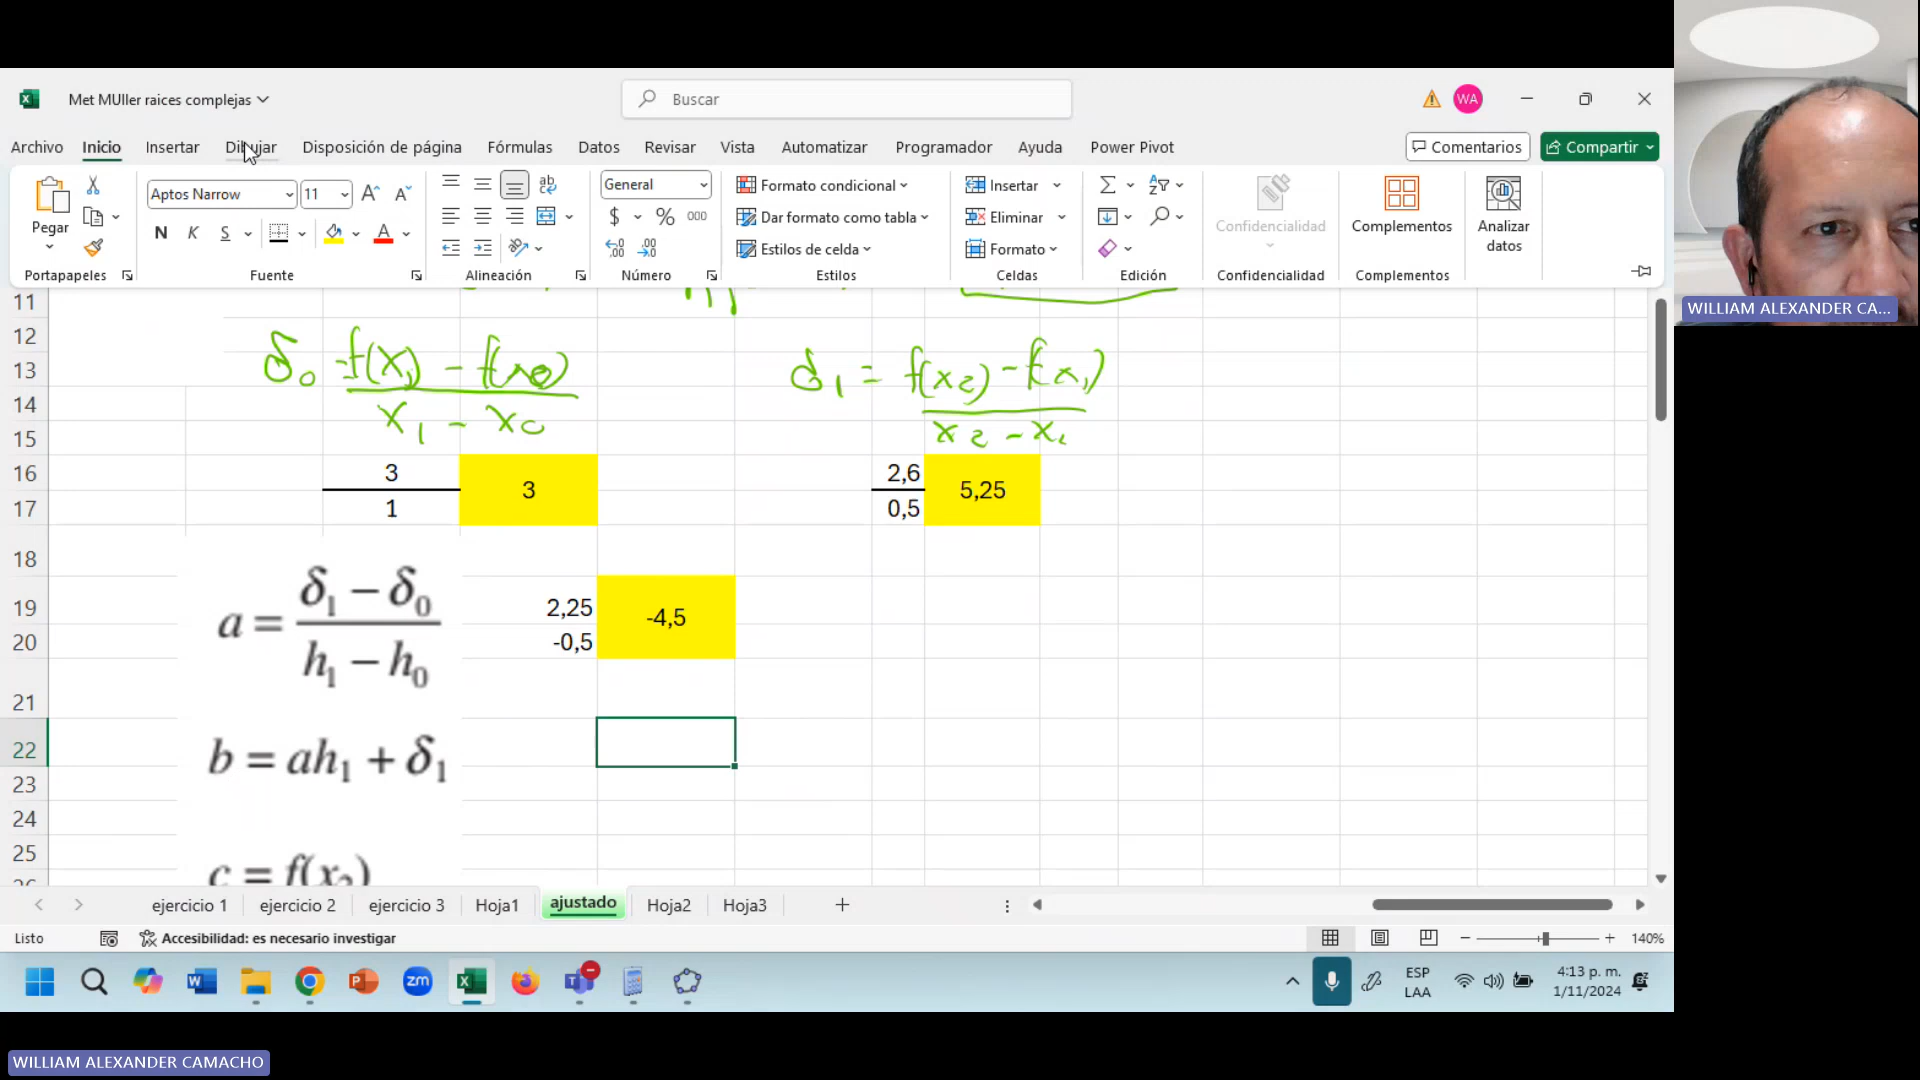 Met MUller raices complejas
Buscar
WA
Archivo Inicio Insertar Dibujar Disposición de página Fórmulas Datos Revisar Vista Automatizar Programador Ayuda Power Pivot
Comentarios Compartir
Pegar
Portapapeles
Aptos Narrow 11
N K S
Fuente
ab
Alineación
General
$ % 000
Número
Formato condicional
Dar formato como tabla
Estilos de celda
Estilos
Insertar
Eliminar
Formato
Celdas
Edición
Confidencialidad
Confidencialidad
Complementos
Complementos
Analizar datos
WILLIAM ALEXANDER CA...
11
12
13
14
15
16
17
18
19
20
21
22
23
24
25
δ₀ = f(x₁) - f(x₀)
x₁ - x₀
δ₁ = f(x₂) - f(x₁)
x₂ - x₁
3
1
3
2,6
0,5
5,25
a = δ₁ − δ₀
h₁ − h₀
2,25
-0,5
-4,5
b = ah₁ + δ₁
c = f(x₂)
ejercicio 1 ejercicio 2 ejercicio 3 Hoja1 ajustado Hoja2 Hoja3
Listo Accesibilidad: es necesario investigar
140%
zm
ESP
LAA
4:13 p. m.
1/11/2024
WILLIAM ALEXANDER CAMACHO